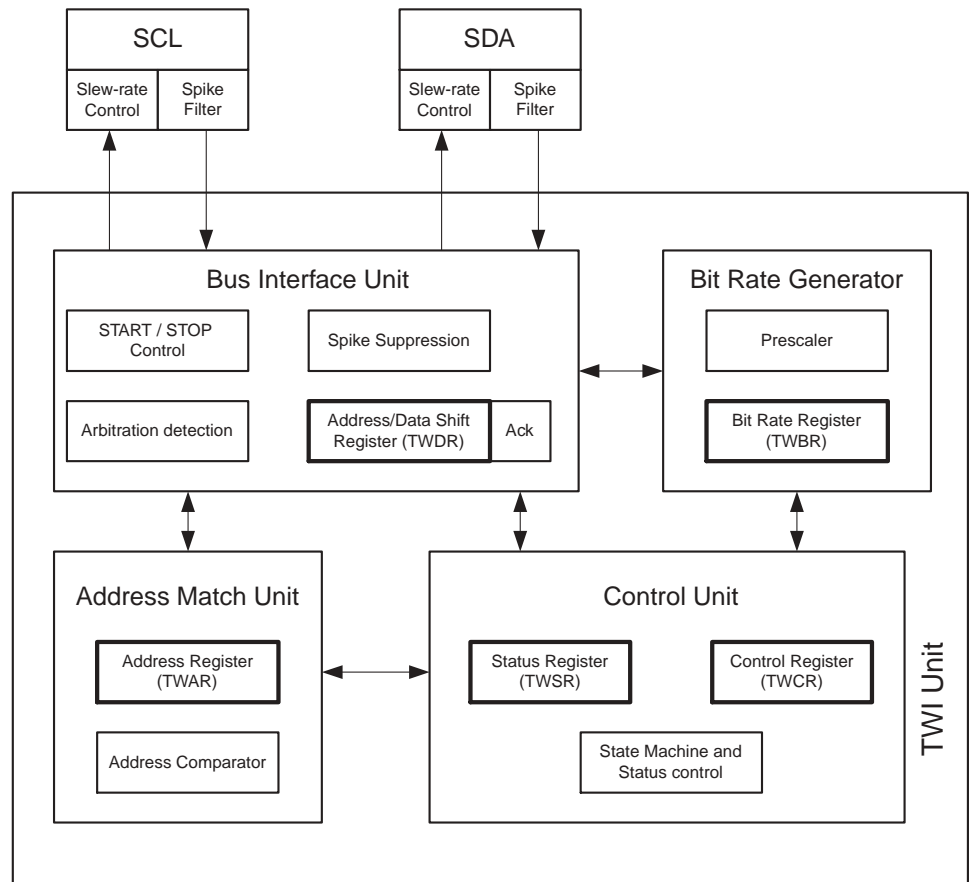 SCL
Slew-rate
Control
Spike
Filter
SDA
Slew-rate
Control
Spike
Filter
Bus Interface Unit
START / STOP
Control
Spike Suppression
Arbitration detection
Address/Data Shift
Register (TWDR)
Ack
Bit Rate Generator
Prescaler
Bit Rate Register
(TWBR)
Address Match Unit
Address Register
(TWAR)
Address Comparator
Control Unit
Status Register
(TWSR)
Control Register
(TWCR)
State Machine and
Status control
TWI Unit